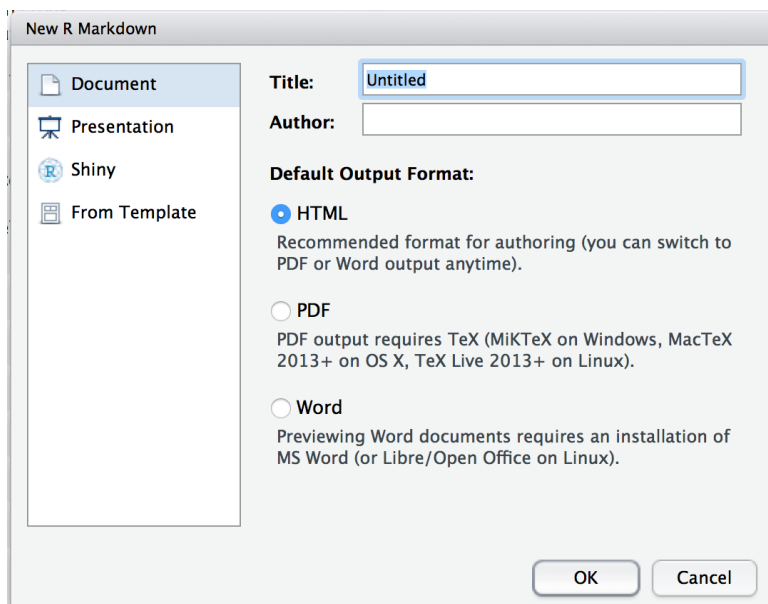 New R Markdown
Document
Presentation
Shiny
From Template
Title:
Untitled
Author:
Default Output Format:
HTML
Recommended format for authoring (you can switch to
PDF or Word output anytime).
PDF
PDF output requires TeX (MiKTeX on Windows, MacTeX
2013+ on OS X, TeX Live 2013+ on Linux).
Word
Previewing Word documents requires an installation of
MS Word (or Libre/Open Office on Linux).
OK
Cancel